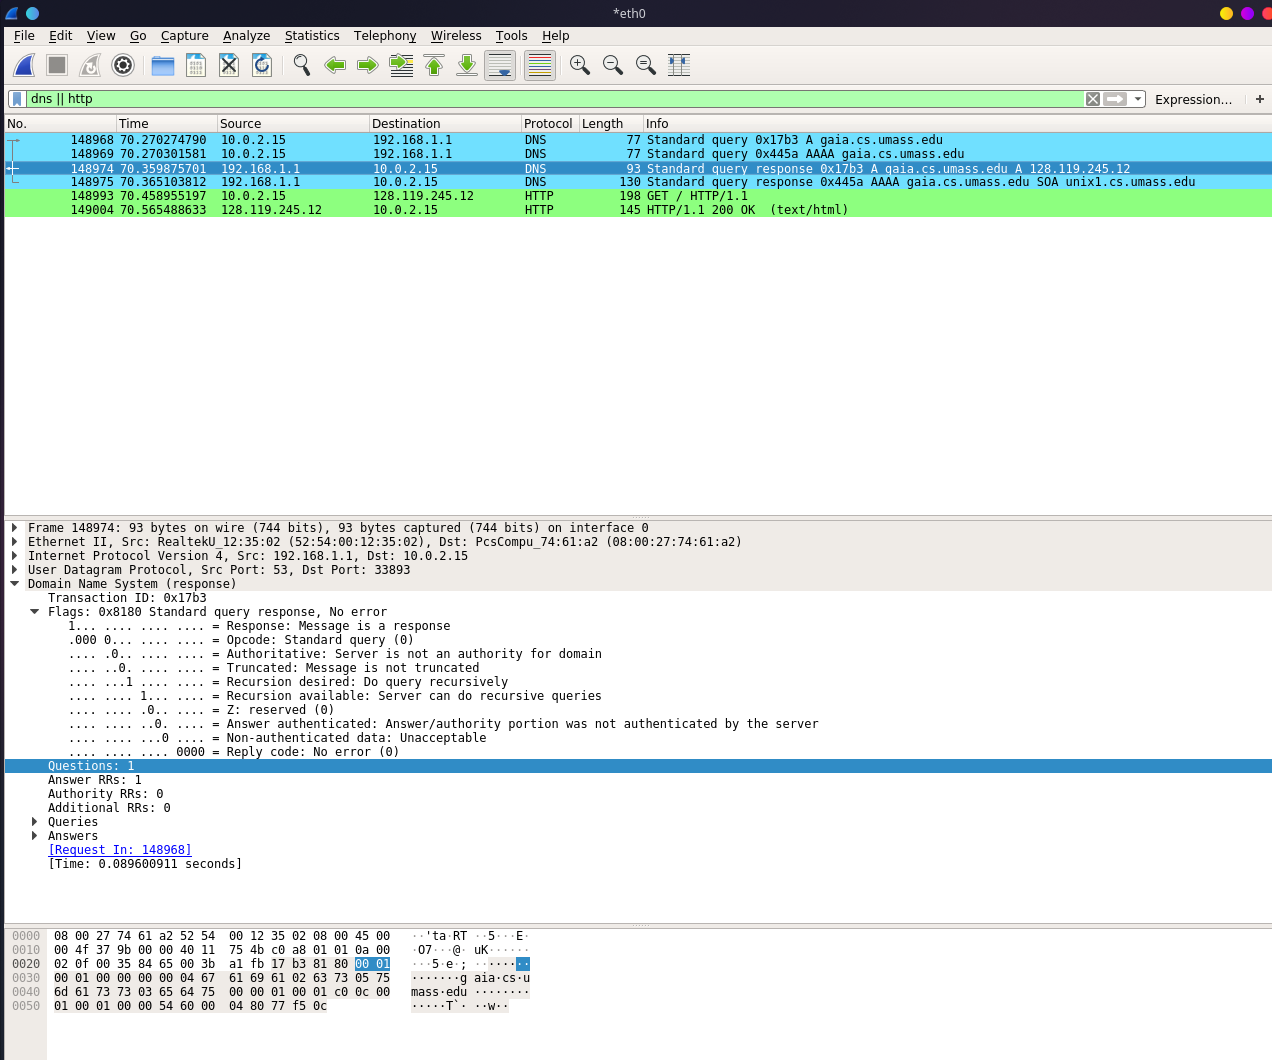 *eth0
File Edit View Go Capture Analyze Statistics Telephony Wireless Tools Help
dns || http Expression… +
No. Time Source Destination Protocol Length Info
148968 70.270274790 10.0.2.15 192.168.1.1 DNS 77 Standard query 0x17b3 A gaia.cs.umass.edu
148969 70.270301581 10.0.2.15 192.168.1.1 DNS 77 Standard query 0x445a AAAA gaia.cs.umass.edu
148974 70.359875701 192.168.1.1 10.0.2.15 DNS 93 Standard query response 0x17b3 A gaia.cs.umass.edu A 128.119.245.12
148975 70.365103812 192.168.1.1 10.0.2.15 DNS 130 Standard query response 0x445a AAAA gaia.cs.umass.edu SOA unix1.cs.umass.edu
148993 70.458955197 10.0.2.15 128.119.245.12 HTTP 198 GET / HTTP/1.1
149004 70.565488633 128.119.245.12 10.0.2.15 HTTP 145 HTTP/1.1 200 OK  (text/html)
Frame 148974: 93 bytes on wire (744 bits), 93 bytes captured (744 bits) on interface 0
Ethernet II, Src: RealtekU_12:35:02 (52:54:00:12:35:02), Dst: PcsCompu_74:61:a2 (08:00:27:74:61:a2)
Internet Protocol Version 4, Src: 192.168.1.1, Dst: 10.0.2.15
User Datagram Protocol, Src Port: 53, Dst Port: 33893
Domain Name System (response)
Transaction ID: 0x17b3
Flags: 0x8180 Standard query response, No error
1... .... .... .... = Response: Message is a response
.000 0... .... .... = Opcode: Standard query (0)
.... .0.. .... .... = Authoritative: Server is not an authority for domain
.... ..0. .... .... = Truncated: Message is not truncated
.... ...1 .... .... = Recursion desired: Do query recursively
.... .... 1... .... = Recursion available: Server can do recursive queries
.... .... .0.. .... = Z: reserved (0)
.... .... ..0. .... = Answer authenticated: Answer/authority portion was not authenticated by the server
.... .... ...0 .... = Non-authenticated data: Unacceptable
.... .... .... 0000 = Reply code: No error (0)
Questions: 1
Answer RRs: 1
Authority RRs: 0
Additional RRs: 0
Queries
Answers
[Request In: 148968]
[Time: 0.089600911 seconds]
0000 08 00 27 74 61 a2 52 54 00 12 35 02 08 00 45 00 ··'ta·RT ··5···E·
0010 00 4f 37 9b 00 00 40 11 75 4b c0 a8 01 01 0a 00 ·O7···@· uK······
0020 02 0f 00 35 84 65 00 3b a1 fb 17 b3 81 80 00 01 ···5·e·; ········
0030 00 01 00 00 00 00 04 67 61 69 61 02 63 73 05 75 ·······g aia·cs·u
0040 6d 61 73 73 03 65 64 75 00 00 01 00 01 c0 0c 00 mass·edu ········
0050 01 00 01 00 00 54 60 00 04 80 77 f5 0c ·····T`· ··w··